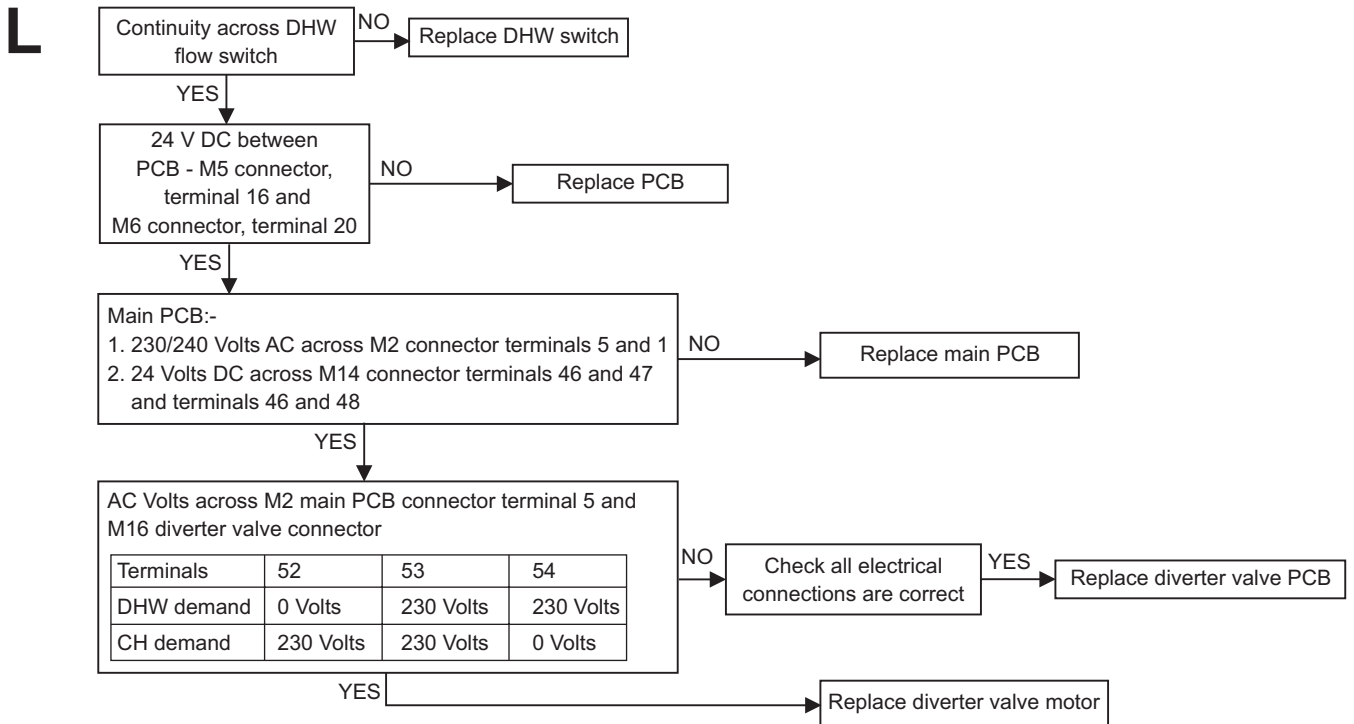 L
Continuity across DHW
flow switch
NO
Replace DHW switch
YES
24 V DC between
PCB - M5 connector,
terminal 16 and
M6 connector, terminal 20
NO
Replace PCB
YES
Main PCB:-
1. 230/240 Volts AC across M2 connector terminals 5 and 1
2. 24 Volts DC across M14 connector terminals 46 and 47
and terminals 46 and 48
NO
Replace main PCB
YES
AC Volts across M2 main PCB connector terminal 5 and
M16 diverter valve connector
Terminals 52 53 54
DHW demand 0 Volts 230 Volts 230 Volts
CH demand 230 Volts 230 Volts 0 Volts
NO
Check all electrical
connections are correct
YES
Replace diverter valve PCB
YES
Replace diverter valve motor